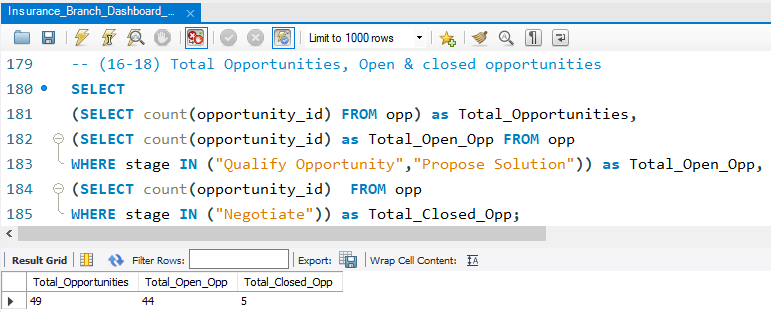 Insurance_Branch_Dashboard_...
Limit to 1000 rows
179 -- (16-18) Total Opportunities, Open & closed opportunities
180 SELECT
181 (SELECT count(opportunity_id) FROM opp) as Total_Opportunities,
182 (SELECT count(opportunity_id) as Total_Open_Opp FROM opp
183 WHERE stage IN ("Qualify Opportunity","Propose Solution")) as Total_Open_Opp,
184 (SELECT count(opportunity_id)  FROM opp
185 WHERE stage IN ("Negotiate")) as Total_Closed_Opp;
Result Grid Filter Rows: Export: Wrap Cell Content:
Total_Opportunities Total_Open_Opp Total_Closed_Opp
49 44 5